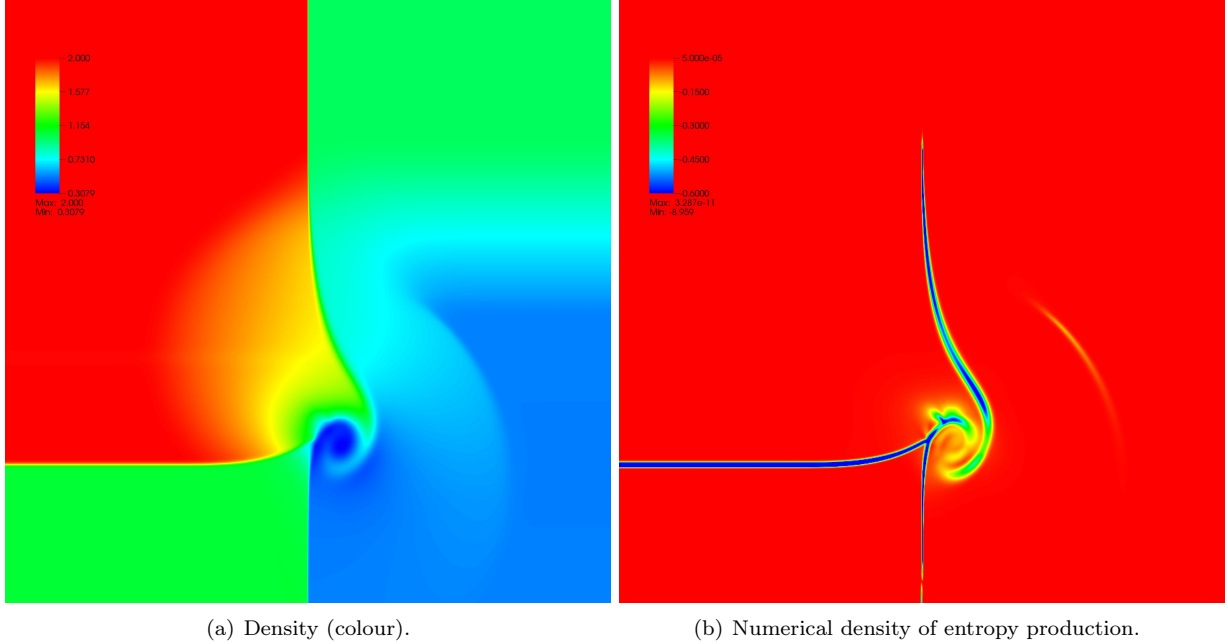 2.000
1.577
1.154
0.7310
0.3079
Max: 2.000
Min: 0.3079
-5.000e-05
-0.1500
-0.3000
-0.4500
-0.6000
Max: 3.287e-11
Min: -8.959
(a) Density (colour).
(b) Numerical density of entropy production.